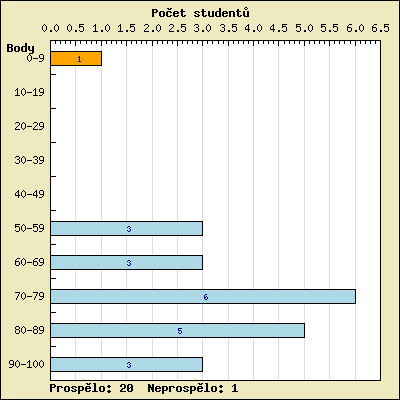 Počet studentů
0.0 0.5 1.0 1.5 2.0 2.5 3.0 3.5 4.0 4.5 5.0 5.5 6.0 6.5
Body
0-9 1
10-19
20-29
30-39
40-49
50-59 3
60-69 3
70-79 6
80-89 5
90-100 3
Prospělo: 20 Neprospělo: 1